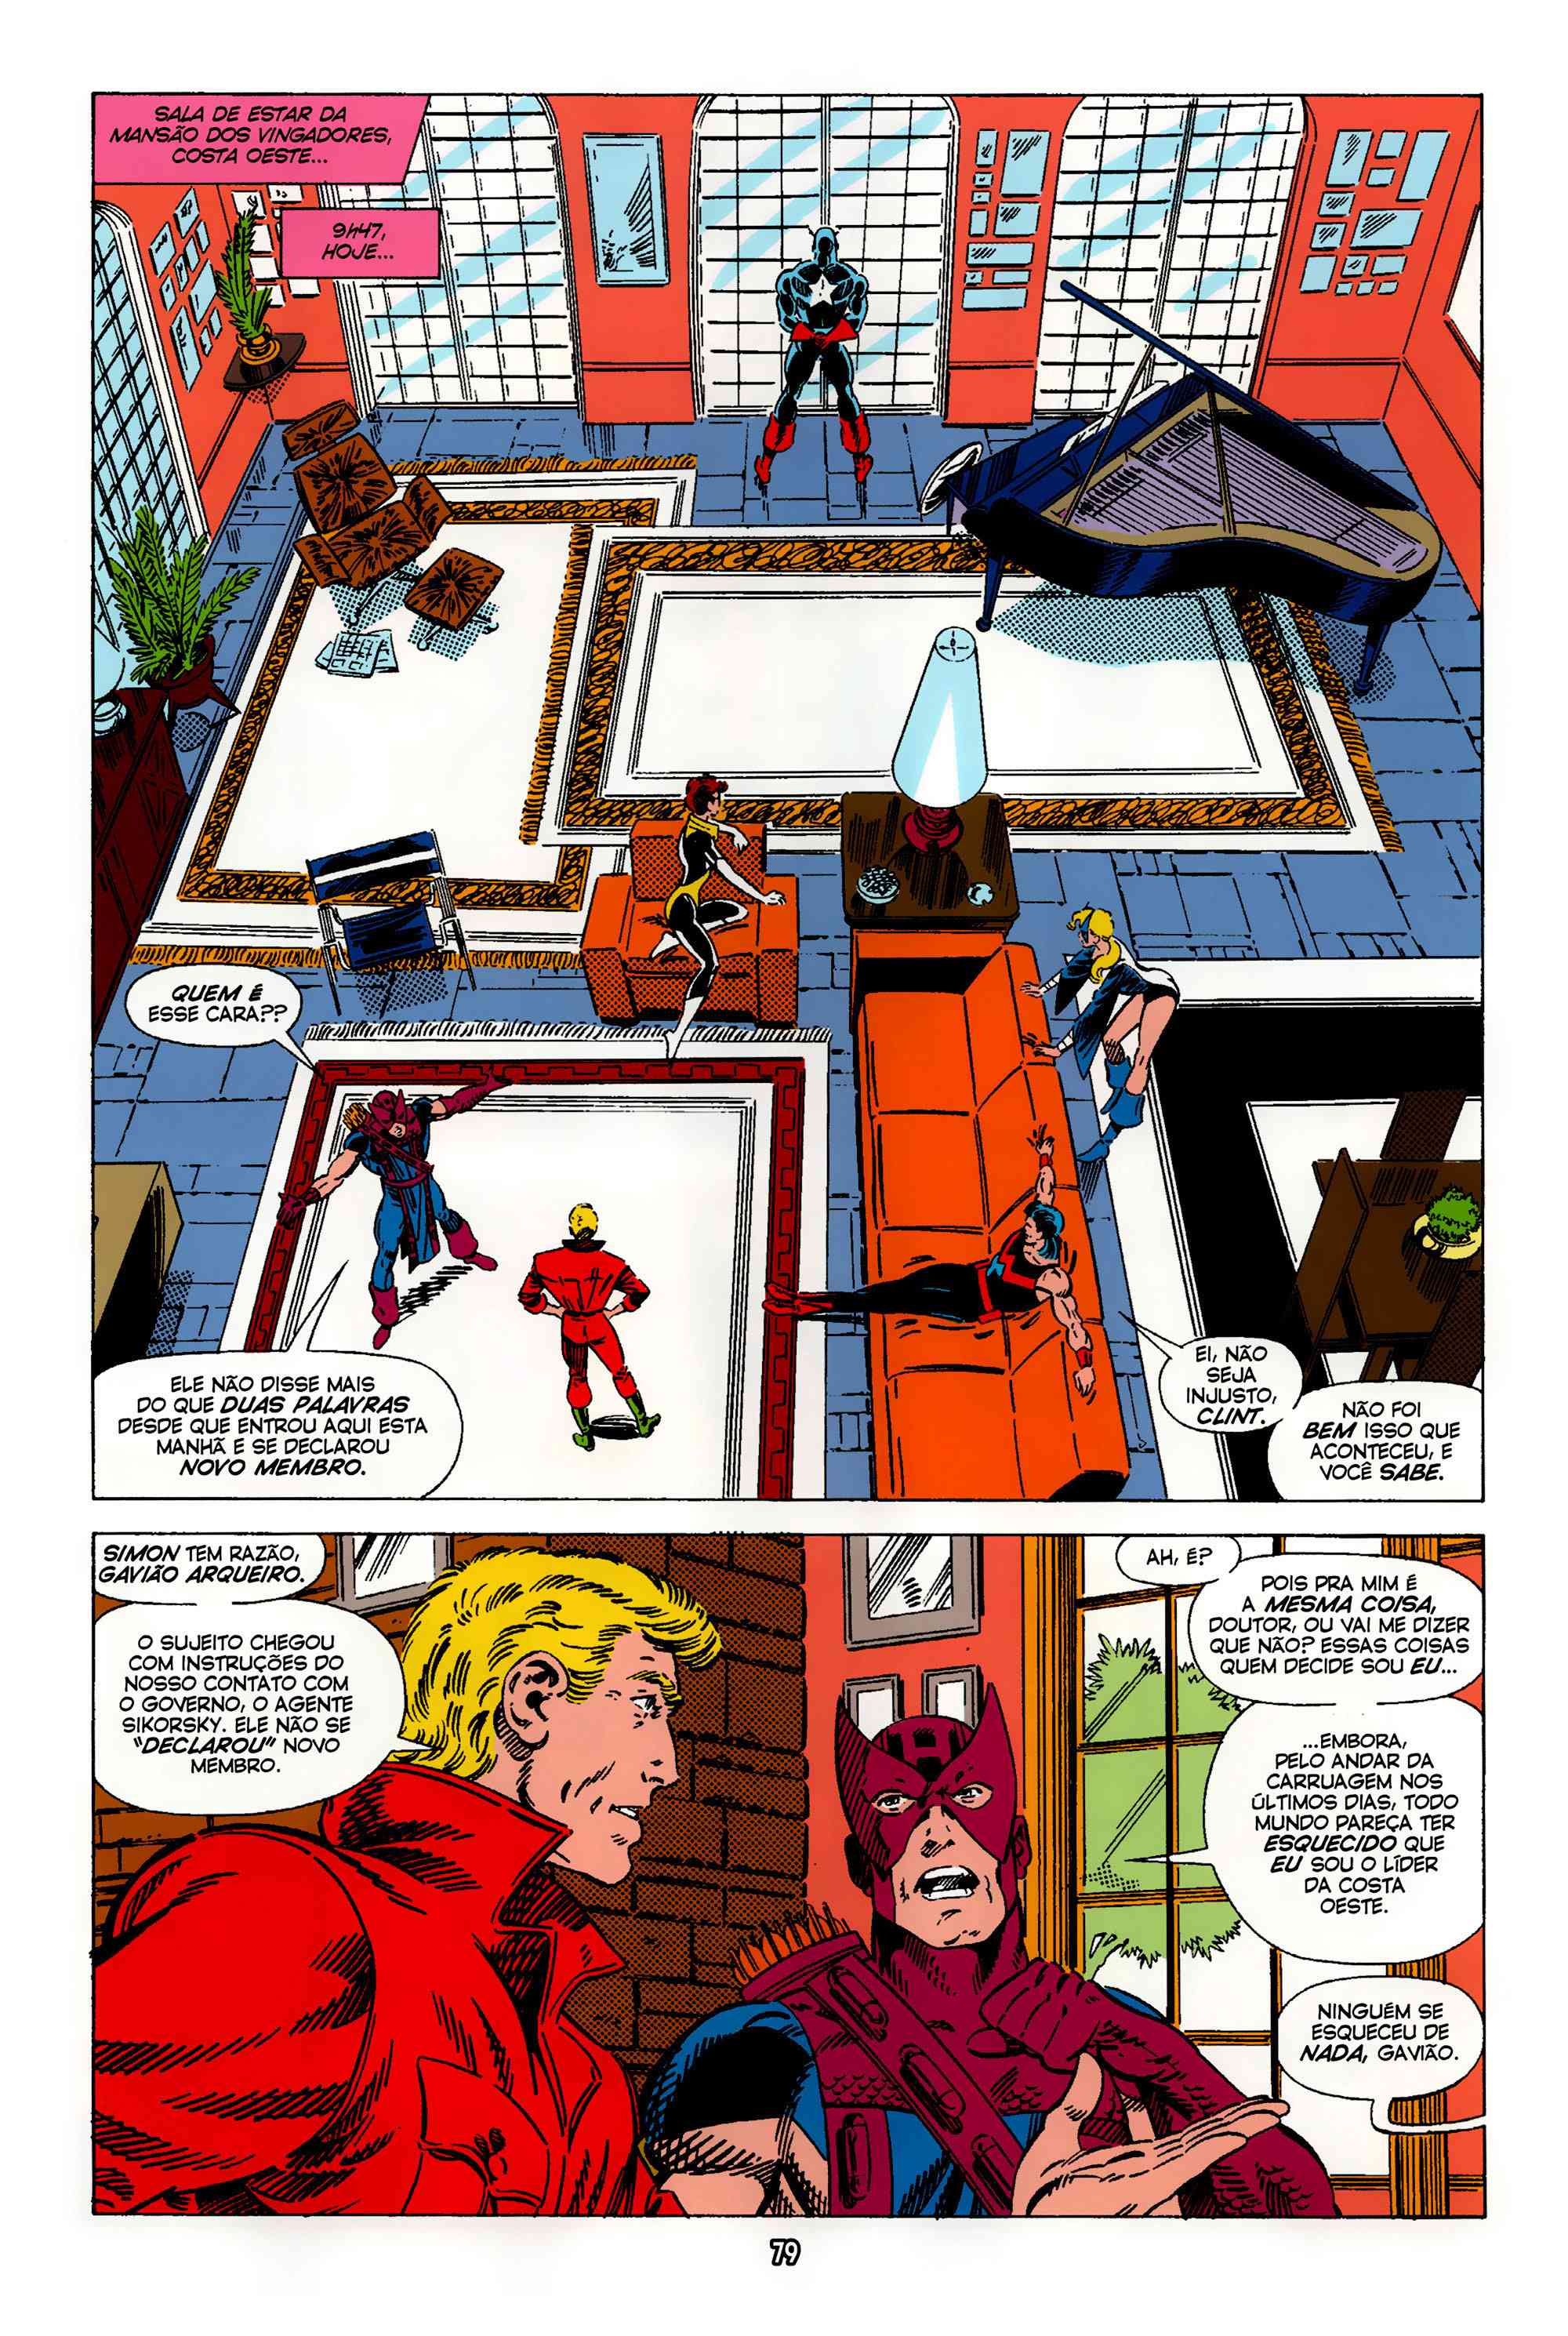 SALA DE ESTAR DA
MANSÃO DOS VINGADORES,
COSTA OESTE...
9H47,
HOJE...
QUEM É
ESSE CARA??
ELE NÃO DISSE MAIS
DO QUE DUAS PALAVRAS
DESDE QUE ENTROU AQUI ESTA
MANHÃ E SE DECLAROU
NOVO MEMBRO.
EI, NÃO
SEJA
INJUSTO,
CLINT.
NÃO FOI
BEM ISSO QUE
ACONTECEU, E
VOCÊ SABE.
SIMON TEM RAZÃO,
GAVIÃO ARQUEIRO.
O SUJEITO CHEGOU
COM INSTRUÇÕES DO
NOSSO CONTATO COM
O GOVERNO, O AGENTE
SIKORSKY. ELE NÃO SE
"DECLAROU" NOVO
MEMBRO.
AH, É?
POIS PRA MIM É
A MESMA COISA,
DOUTOR, OU VAI ME DIZER
QUE NÃO? ESSAS COISAS
QUEM DECIDE SOU EU...
...EMBORA,
PELO ANDAR DA
CARRUAGEM NOS
ÚLTIMOS DIAS, TODO
MUNDO PAREÇA TER
ESQUECIDO QUE
EU SOU O LÍDER
DA COSTA
OESTE.
NINGUÉM SE
ESQUECEU DE
NADA, GAVIÃO.
H
79